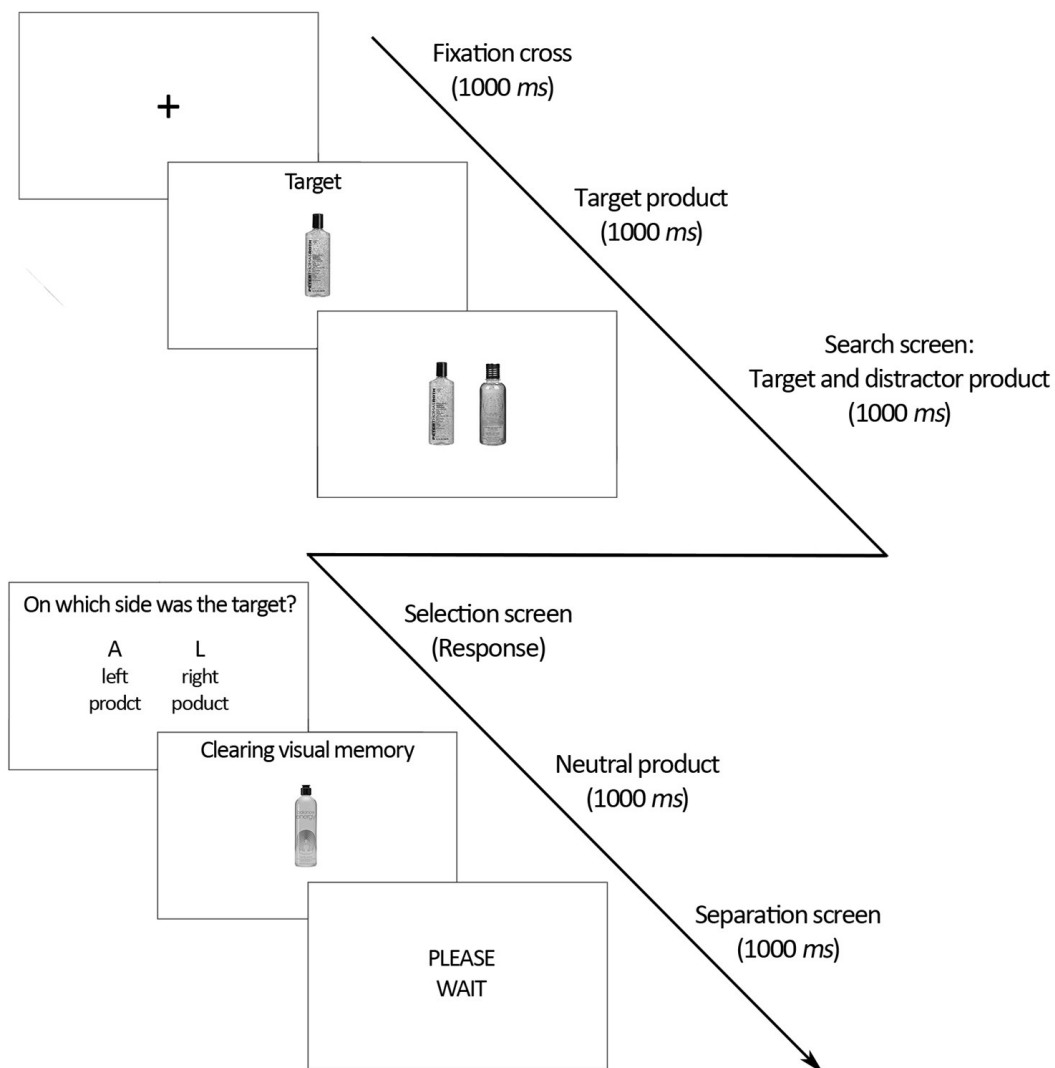 +
Fixation cross
(1000 ms)
Target
Target product
(1000 ms)
Search screen:
Target and distractor product
(1000 ms)
On which side was the target?
A L
left right
prodct poduct
Selection screen
(Response)
Clearing visual memory
Neutral product
(1000 ms)
PLEASE
WAIT
Separation screen
(1000 ms)